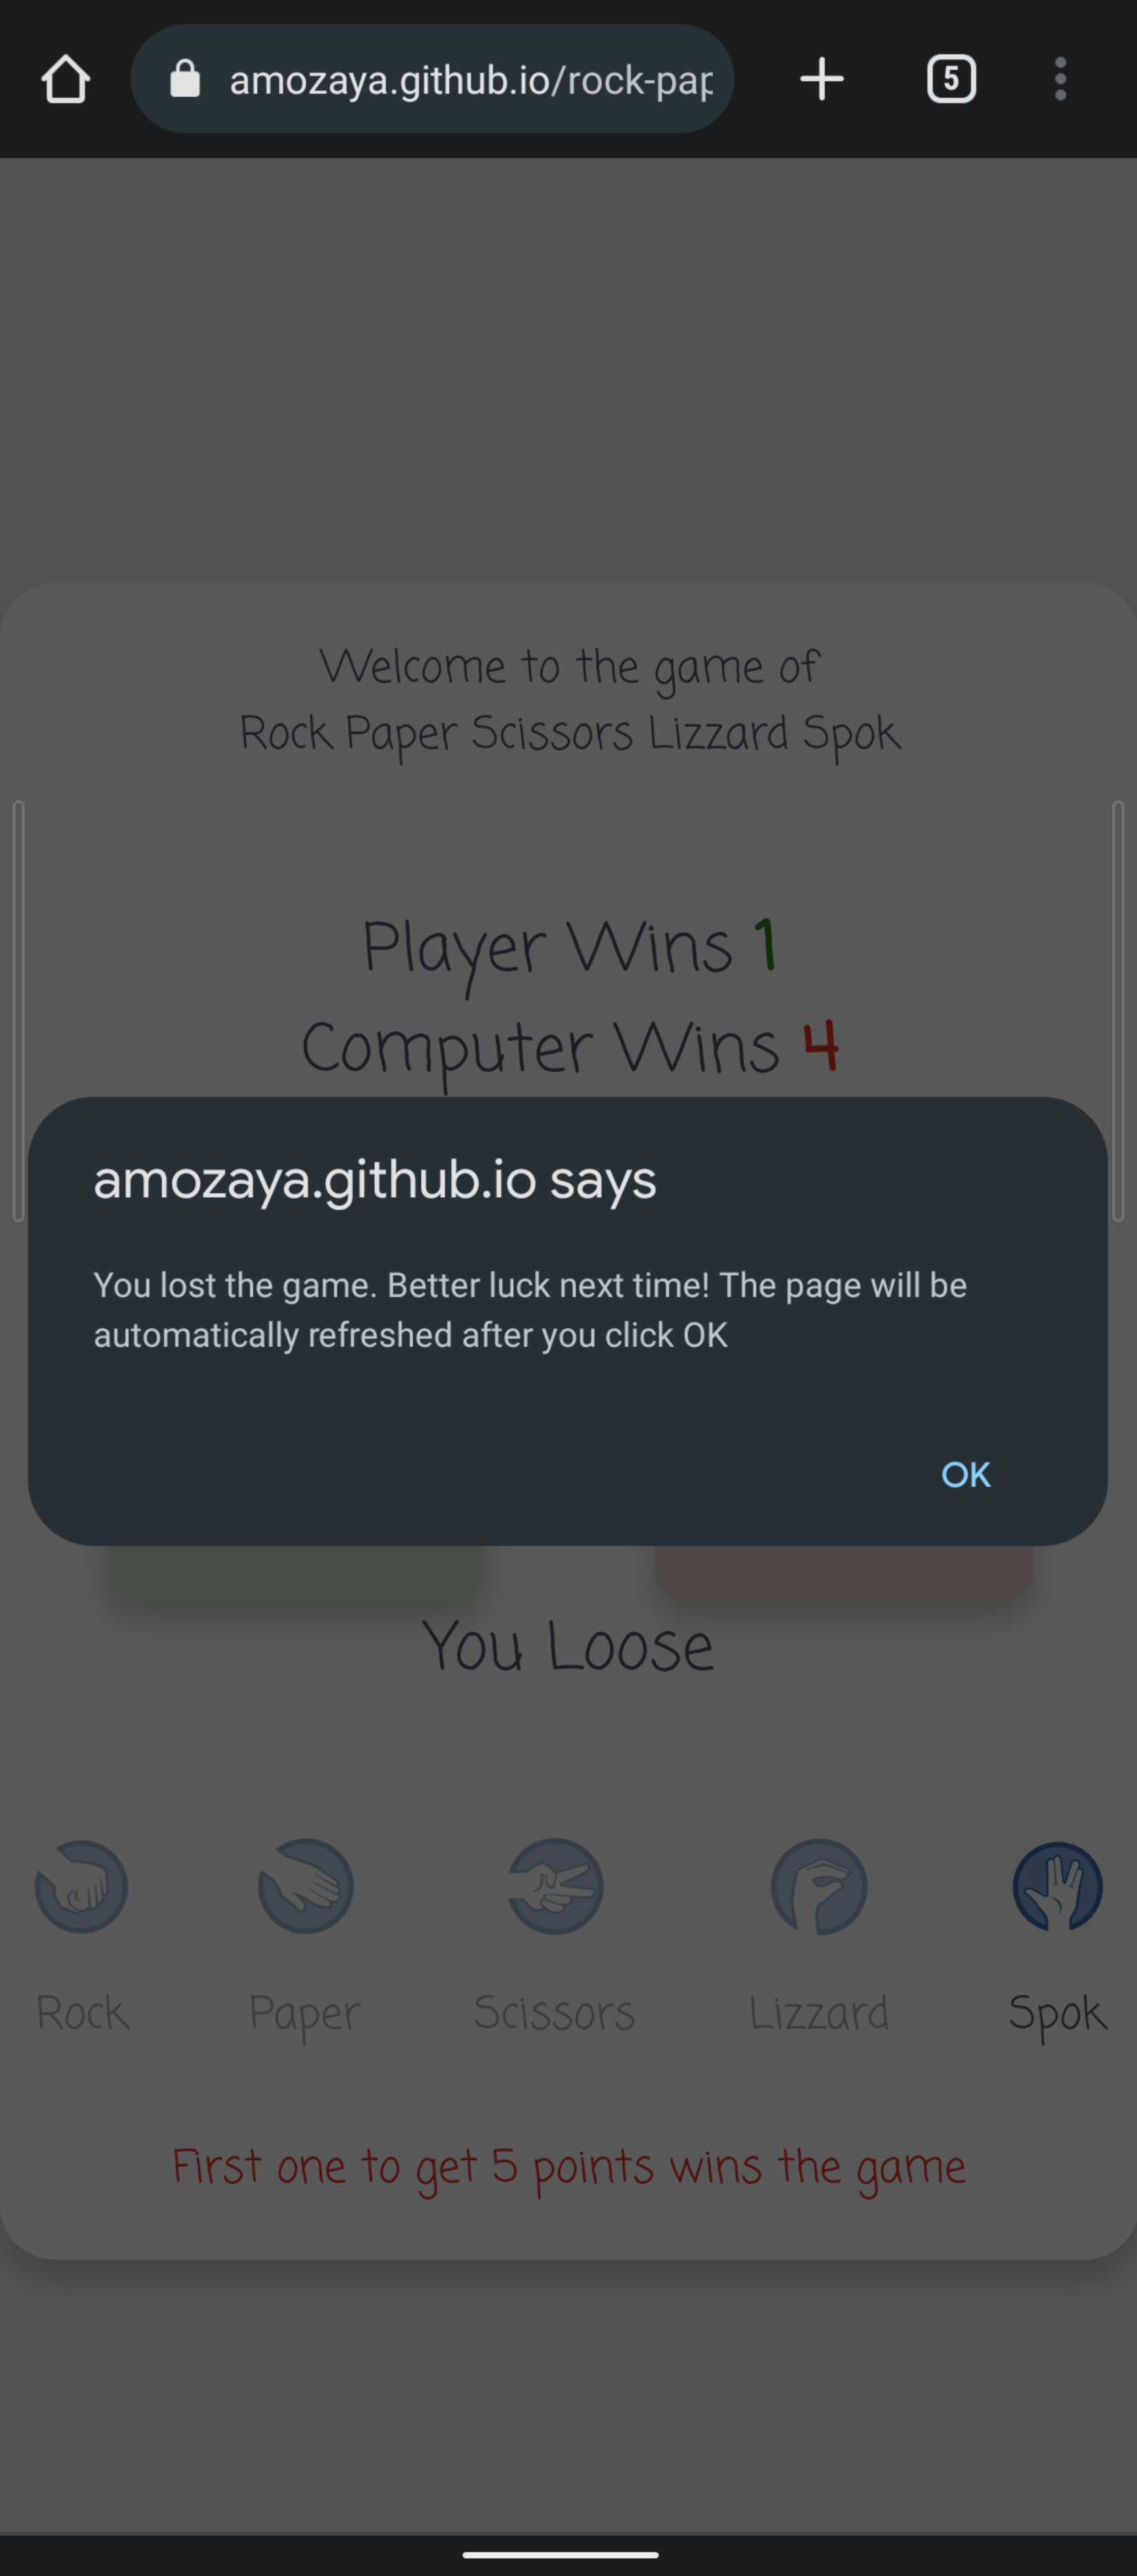 amozaya.github.io/rock-pap
5
Welcome to the game of
Rock Paper Scissors Lizzard Spok
Player Wins 1
Computer Wins 4
amozaya.github.io says
You lost the game. Better luck next time! The page will be
automatically refreshed after you click OK
OK
You Loose
Rock Paper Scissors Lizzard Spok
First one to get 5 points wins the game